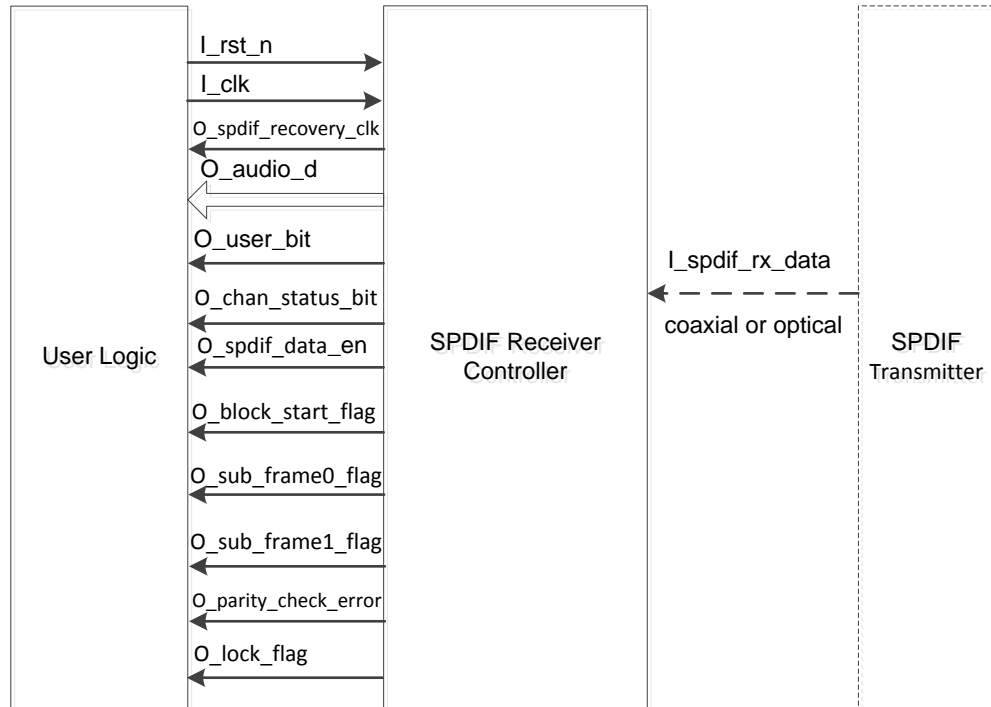 I_rst_n
I_clk
O_spdif_recovery_clk
O_audio_d
O_user_bit
O_chan_status_bit
O_spdif_data_en
O_block_start_flag
O_sub_frame0_flag
O_sub_frame1_flag
O_parity_check_error
O_lock_flag
User Logic
SPDIF Receiver
Controller
I_spdif_rx_data
coaxial or optical
SPDIF
Transmitter